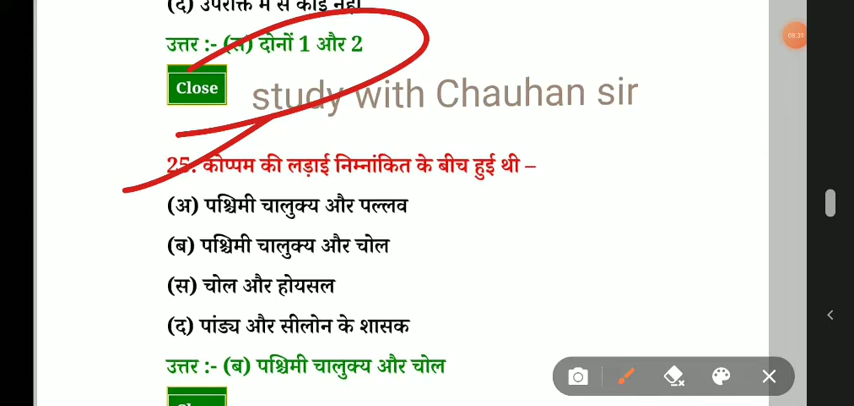 (द) उपरोक्त में से कोई नहीं
उत्तर :- (स) दोनों 1 और 2
Close
study with Chauhan sir
25. कोप्पम की लड़ाई निम्नांकित के बीच हुई थी –
(अ) पश्चिमी चालुक्य और पल्लव
(ब) पश्चिमी चालुक्य और चोल
(स) चोल और होयसल
(द) पांड्य और सीलोन के शासक
उत्तर :- (ब) पश्चिमी चालुक्य और चोल